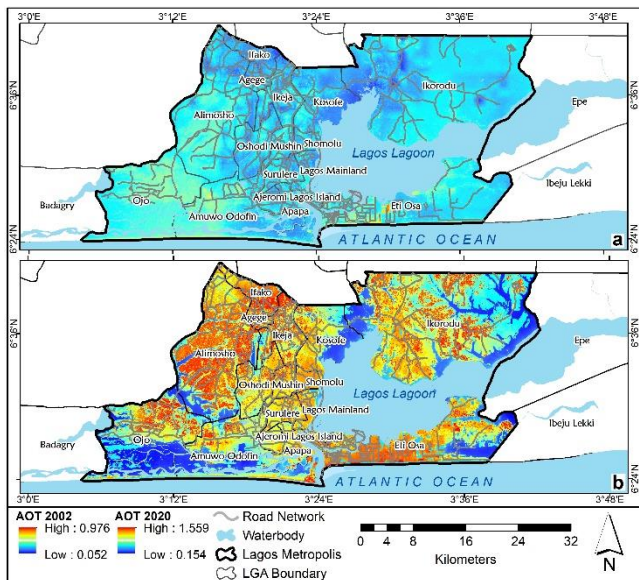 3°0'E 3°12'E 3°24'E 3°36'E 3°48'E
Ifako
Agege
Ikeja
Kosofe
Ikorodu
6°36'N
6°36'N
Alimosho
Epe
Oshodi Mushin
Shomolu
Lagos Lagoon
Surulere
Lagos Mainland
Ibeju Lekki
Badagry
Ojo
Ajeromi Lagos Island
Eti Osa
Amuwo Odofin
Apapa
6°24'N
ATLANTIC OCEAN
6°24'N
a
Ifako
Agege
Ikeja
Kosofe
Ikorodu
6°36'N
6°36'N
Alimosho
Epe
Oshodi Mushin
Shomolu
Lagos Lagoon
Surulere
Lagos Mainland
Ibeju Lekki
Badagry
Ojo
Ajeromi Lagos Island
Eti Osa
Amuwo Odofin
Apapa
6°24'N
ATLANTIC OCEAN
6°24'N
b
3°0'E 3°12'E 3°24'E 3°36'E 3°48'E
AOT 2002 AOT 2020
High : 0.976 High : 1.559
Low : 0.052 Low : 0.154
Road Network
Waterbody
Lagos Metropolis
LGA Boundary
0 4 8 16 24 32
Kilometers
N